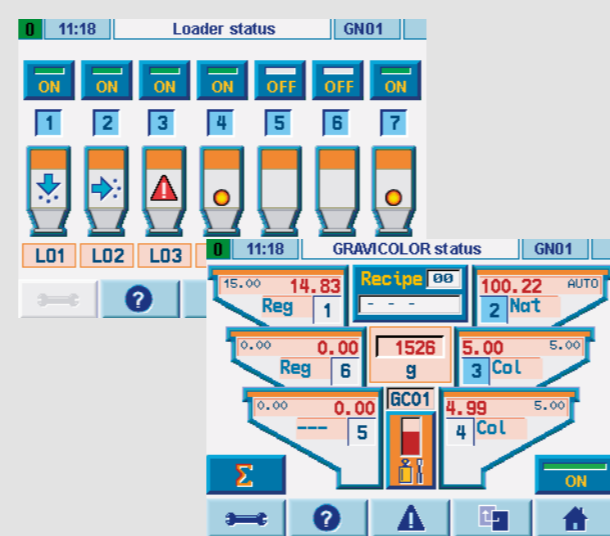 0 11:18 Loader status GN01
ON ON ON ON OFF OFF ON
1 2 3 4 5 6 7
L01 L02 L03
?
0 11:18 GRAVICOLOR status GN01
15.00 14.83 Recipe 00 100.22 AUTO
Reg 1 - - - 2 Nat
0.00 0.00 1526 5.00 5.00
Reg 6 g 3 Col
0.00 0.00 GC01 4.99 5.00
--- 5 4 Col
Σ ON
?